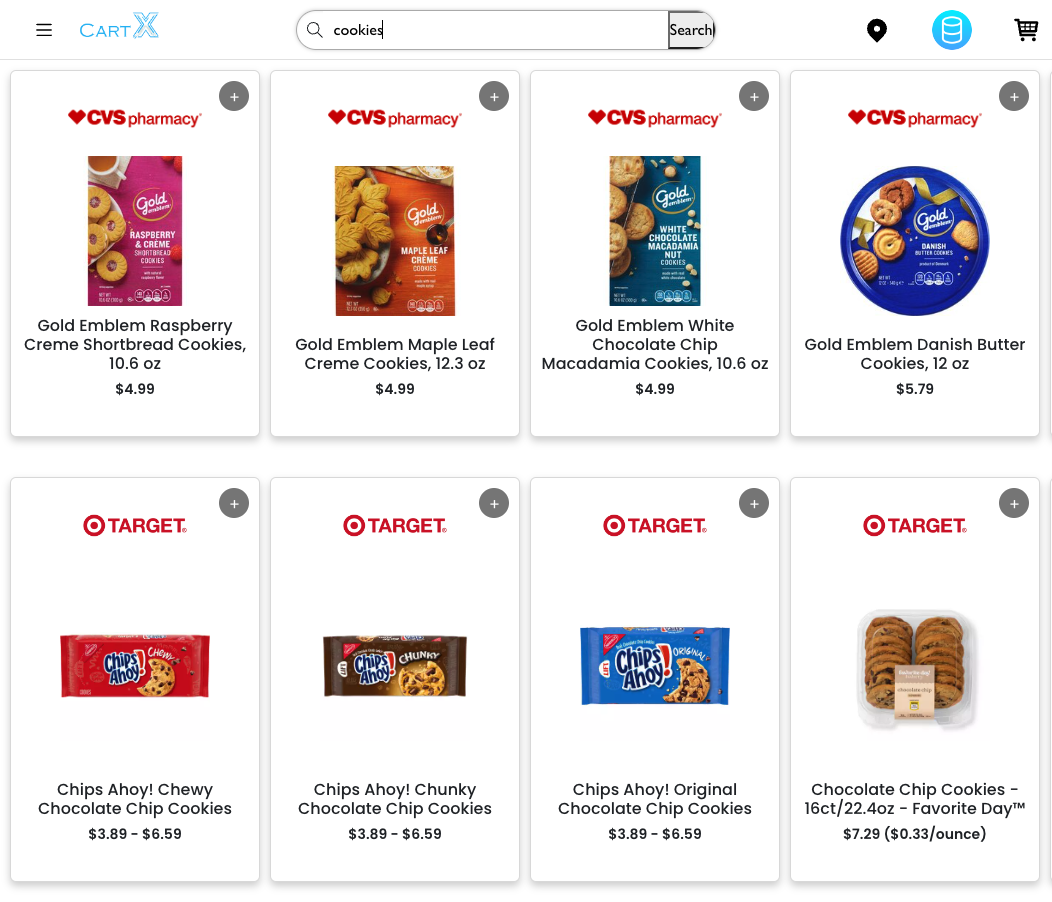 CartX
cookies
Search
+
+
+
+
CVS pharmacy
CVS pharmacy
CVS pharmacy
CVS pharmacy
Gold
emblem
RASPBERRY
& CRÈME
SHORTBREAD
COOKIES
Gold
emblem
MAPLE LEAF
CRÈME
COOKIES
Gold
emblem
WHITE
CHOCOLATE
MACADAMIA
NUT
COOKIES
Gold
emblem
DANISH
BUTTER COOKIES
Gold Emblem Raspberry
Creme Shortbread Cookies,
10.6 oz
$4.99
Gold Emblem Maple Leaf
Creme Cookies, 12.3 oz
$4.99
Gold Emblem White
Chocolate Chip
Macadamia Cookies, 10.6 oz
$4.99
Gold Emblem Danish Butter
Cookies, 12 oz
$5.79
+
+
+
+
TARGET
TARGET
TARGET
TARGET
Chips
Ahoy!
CHEWY
Chips
Ahoy!
CHUNKY
Chips
Ahoy!
ORIGINAL
chocolate chip
Chips Ahoy! Chewy
Chocolate Chip Cookies
$3.89 - $6.59
Chips Ahoy! Chunky
Chocolate Chip Cookies
$3.89 - $6.59
Chips Ahoy! Original
Chocolate Chip Cookies
$3.89 - $6.59
Chocolate Chip Cookies -
16ct/22.4oz - Favorite Day™
$7.29 ($0.33/ounce)